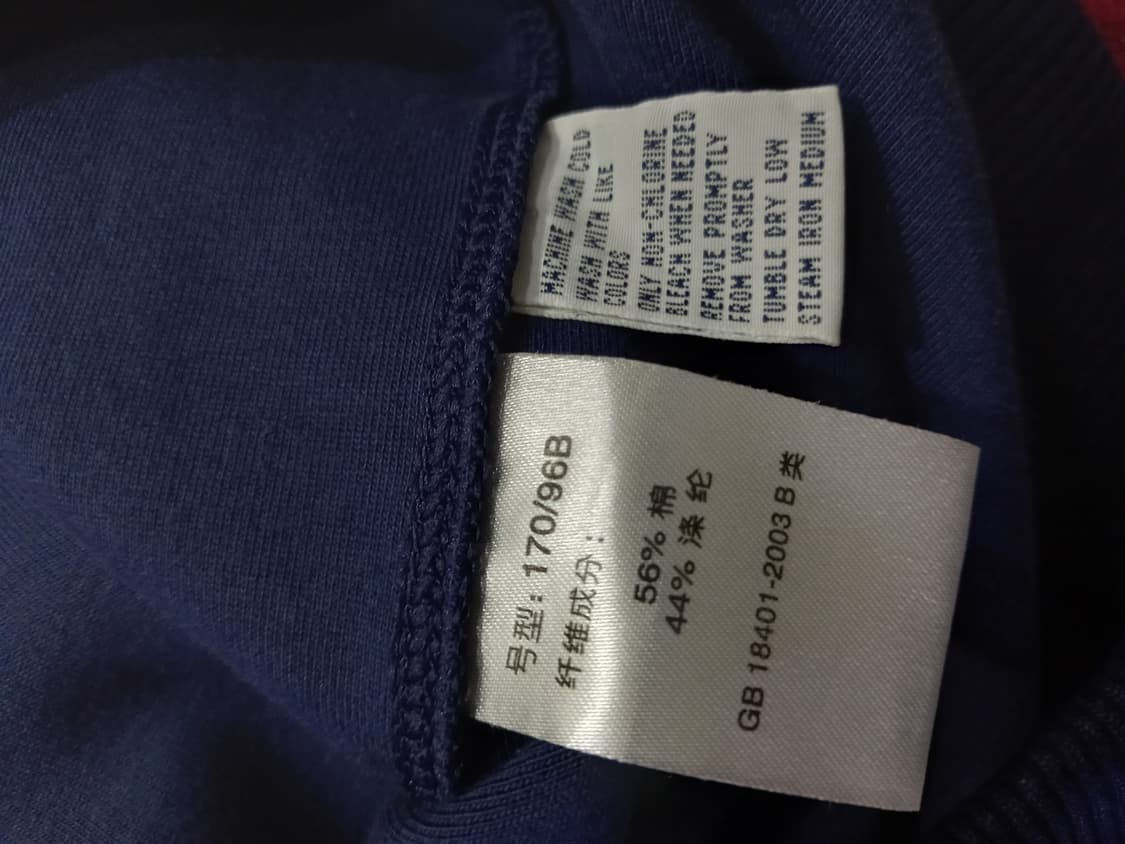 MACHINE WASH COLD
WASH WITH LIKE
COLORS
ONLY NON-CHLORINE
BLEACH WHEN NEEDED
REMOVE PROMPTLY
FROM WASHER
TUMBLE DRY LOW
STEAM IRON MEDIUM
号型：170/96B
纤维成分：
56% 棉
44% 涤纶
GB 18401-2003 B 类